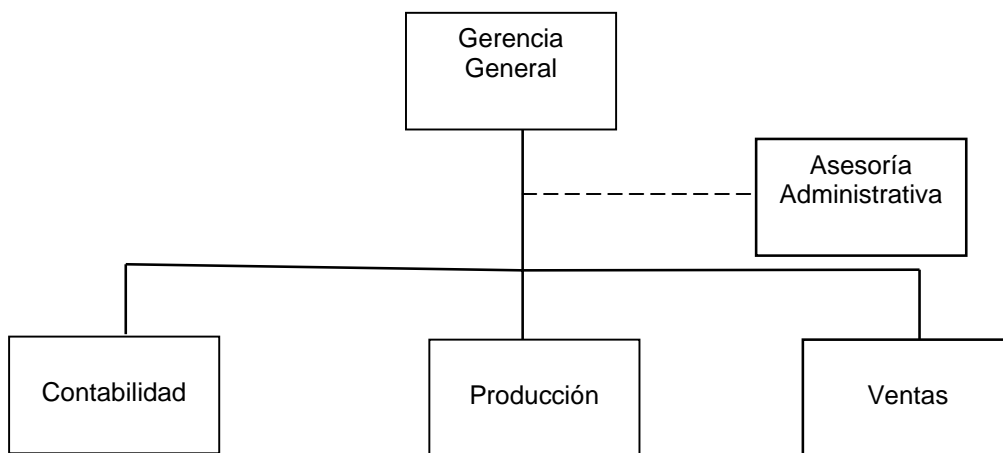 Gerencia
General
Asesoría
Administrativa
Contabilidad
Producción
Ventas